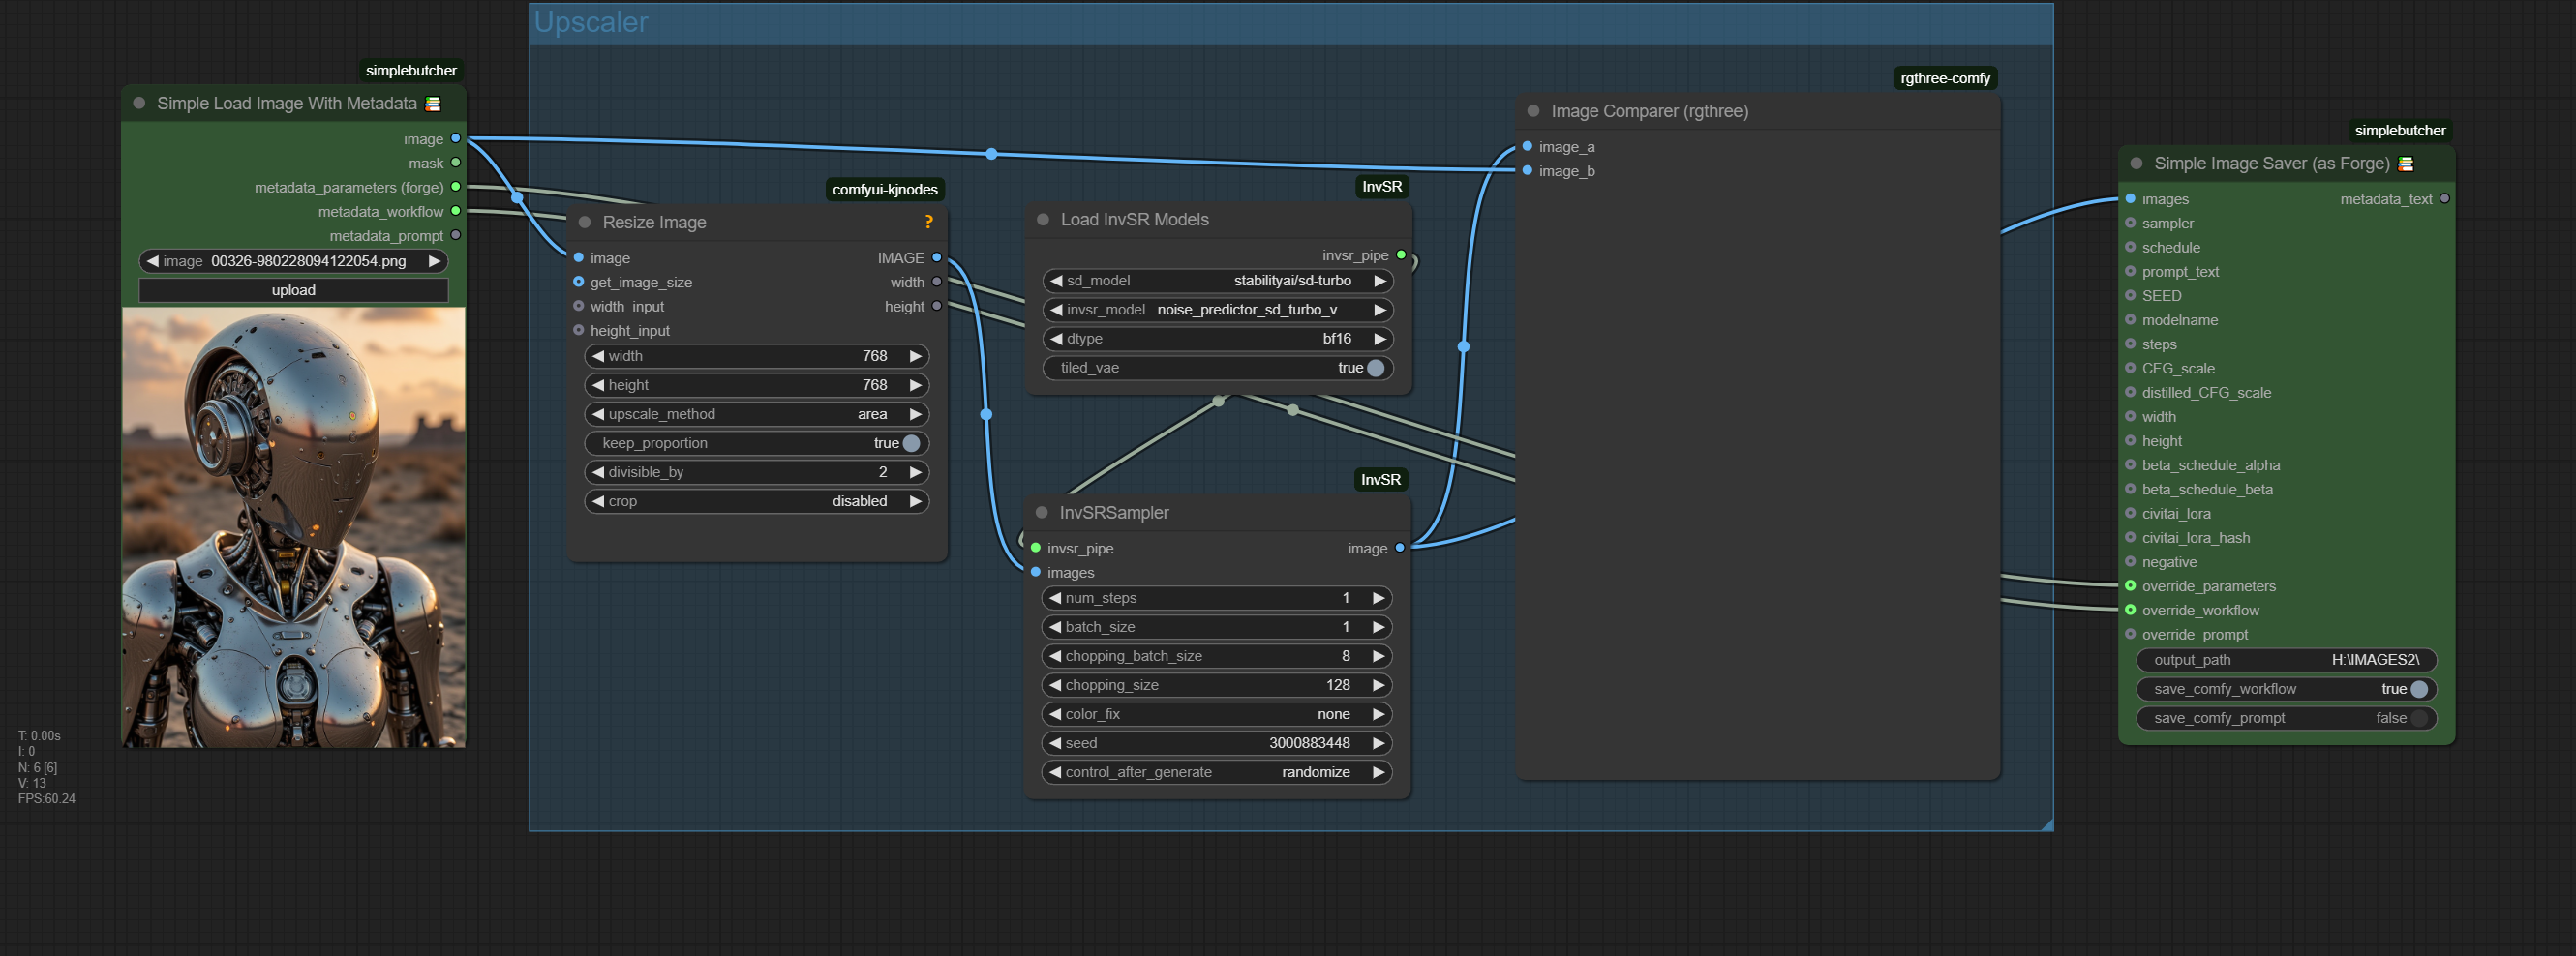 Upscaler
simplebutcher
Simple Load Image With Metadata
image
mask
metadata_parameters (forge)
metadata_workflow
metadata_prompt
image 00326-980228094122054.png
upload
comfyui-kjnodes
Resize Image ?
image IMAGE
get_image_size width
width_input height
height_input
width 768
height 768
upscale_method area
keep_proportion true
divisible_by 2
crop disabled
InvSR
Load InvSR Models
invsr_pipe
sd_model stabilityai/sd-turbo
invsr_model noise_predictor_sd_turbo_v...
dtype bf16
tiled_vae true
InvSR
InvSRSampler
invsr_pipe image
images
num_steps 1
batch_size 1
chopping_batch_size 8
chopping_size 128
color_fix none
seed 3000883448
control_after_generate randomize
rgthree-comfy
Image Comparer (rgthree)
image_a
image_b
simplebutcher
Simple Image Saver (as Forge)
images metadata_text
sampler
schedule
prompt_text
SEED
modelname
steps
CFG_scale
distilled_CFG_scale
width
height
beta_schedule_alpha
beta_schedule_beta
civitai_lora
civitai_lora_hash
negative
override_parameters
override_workflow
override_prompt
output_path H:\IMAGES2\
save_comfy_workflow true
save_comfy_prompt false
T: 0.00s
I: 0
N: 6 [6]
V: 13
FPS:60.24